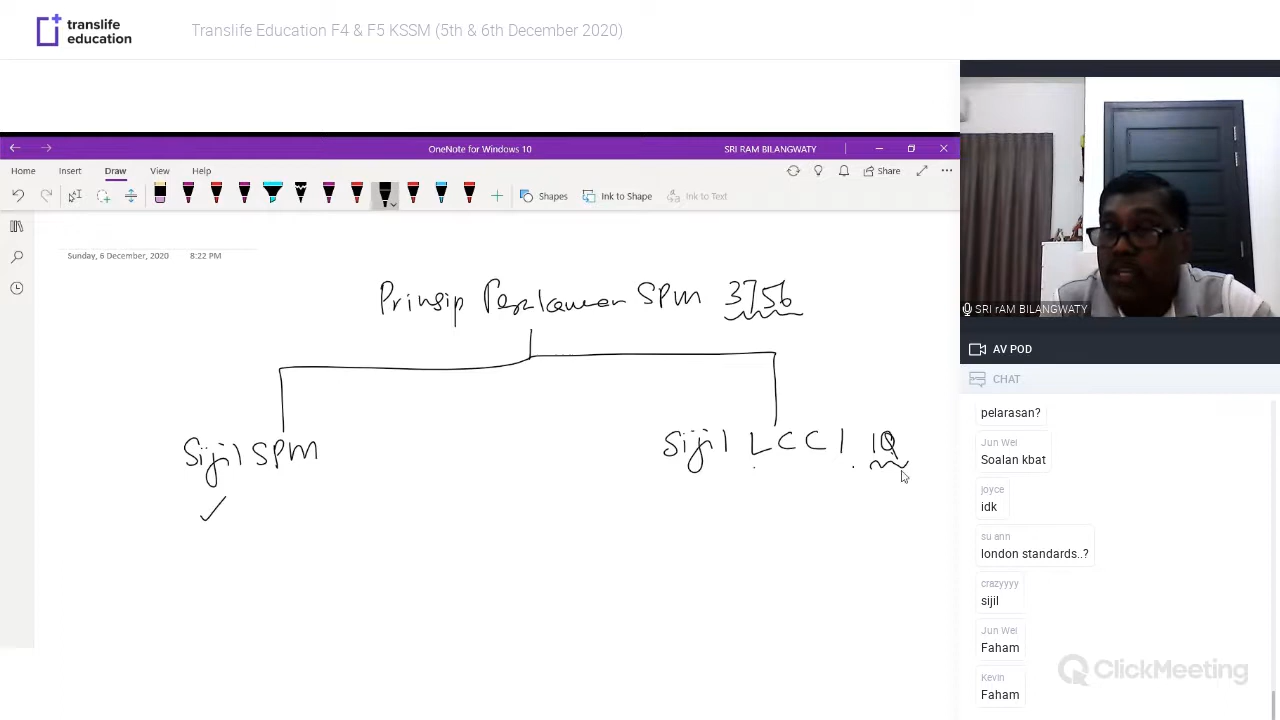 translife
education
Translife Education F4 & F5 KSSM (5th & 6th December 2020)
OneNote for Windows 10
SRI RAM BILANGWATY
Home Insert Draw View Help
Share
Shapes
Ink to Shape
Ink to Text
Sunday, 6 December, 2020 8:22 PM
Prinsip SPM 3756
Sijil SPM
Sijil LCCI IQ
SRI rAM BILANGWATY
AV POD
CHAT
pelarasan?
Jun Wei
Soalan kbat
joyce
idk
su ann
london standards..?
crazyyyy
sijil
Jun Wei
Faham
Kevin
Faham
ClickMeeting